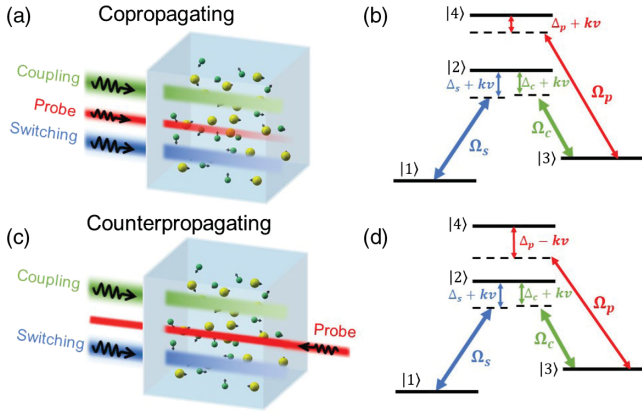 (a) Copropagating
Coupling
Probe
Switching
(b)
|4⟩
Δp + kv
|2⟩
Δs + kv
Δc + kv
Ωp
Ωs
Ωc
|3⟩
|1⟩
(c) Counterpropagating
Coupling
Probe
Switching
(d)
|4⟩
Δp − kv
|2⟩
Δs + kv
Δc + kv
Ωp
Ωs
Ωc
|3⟩
|1⟩